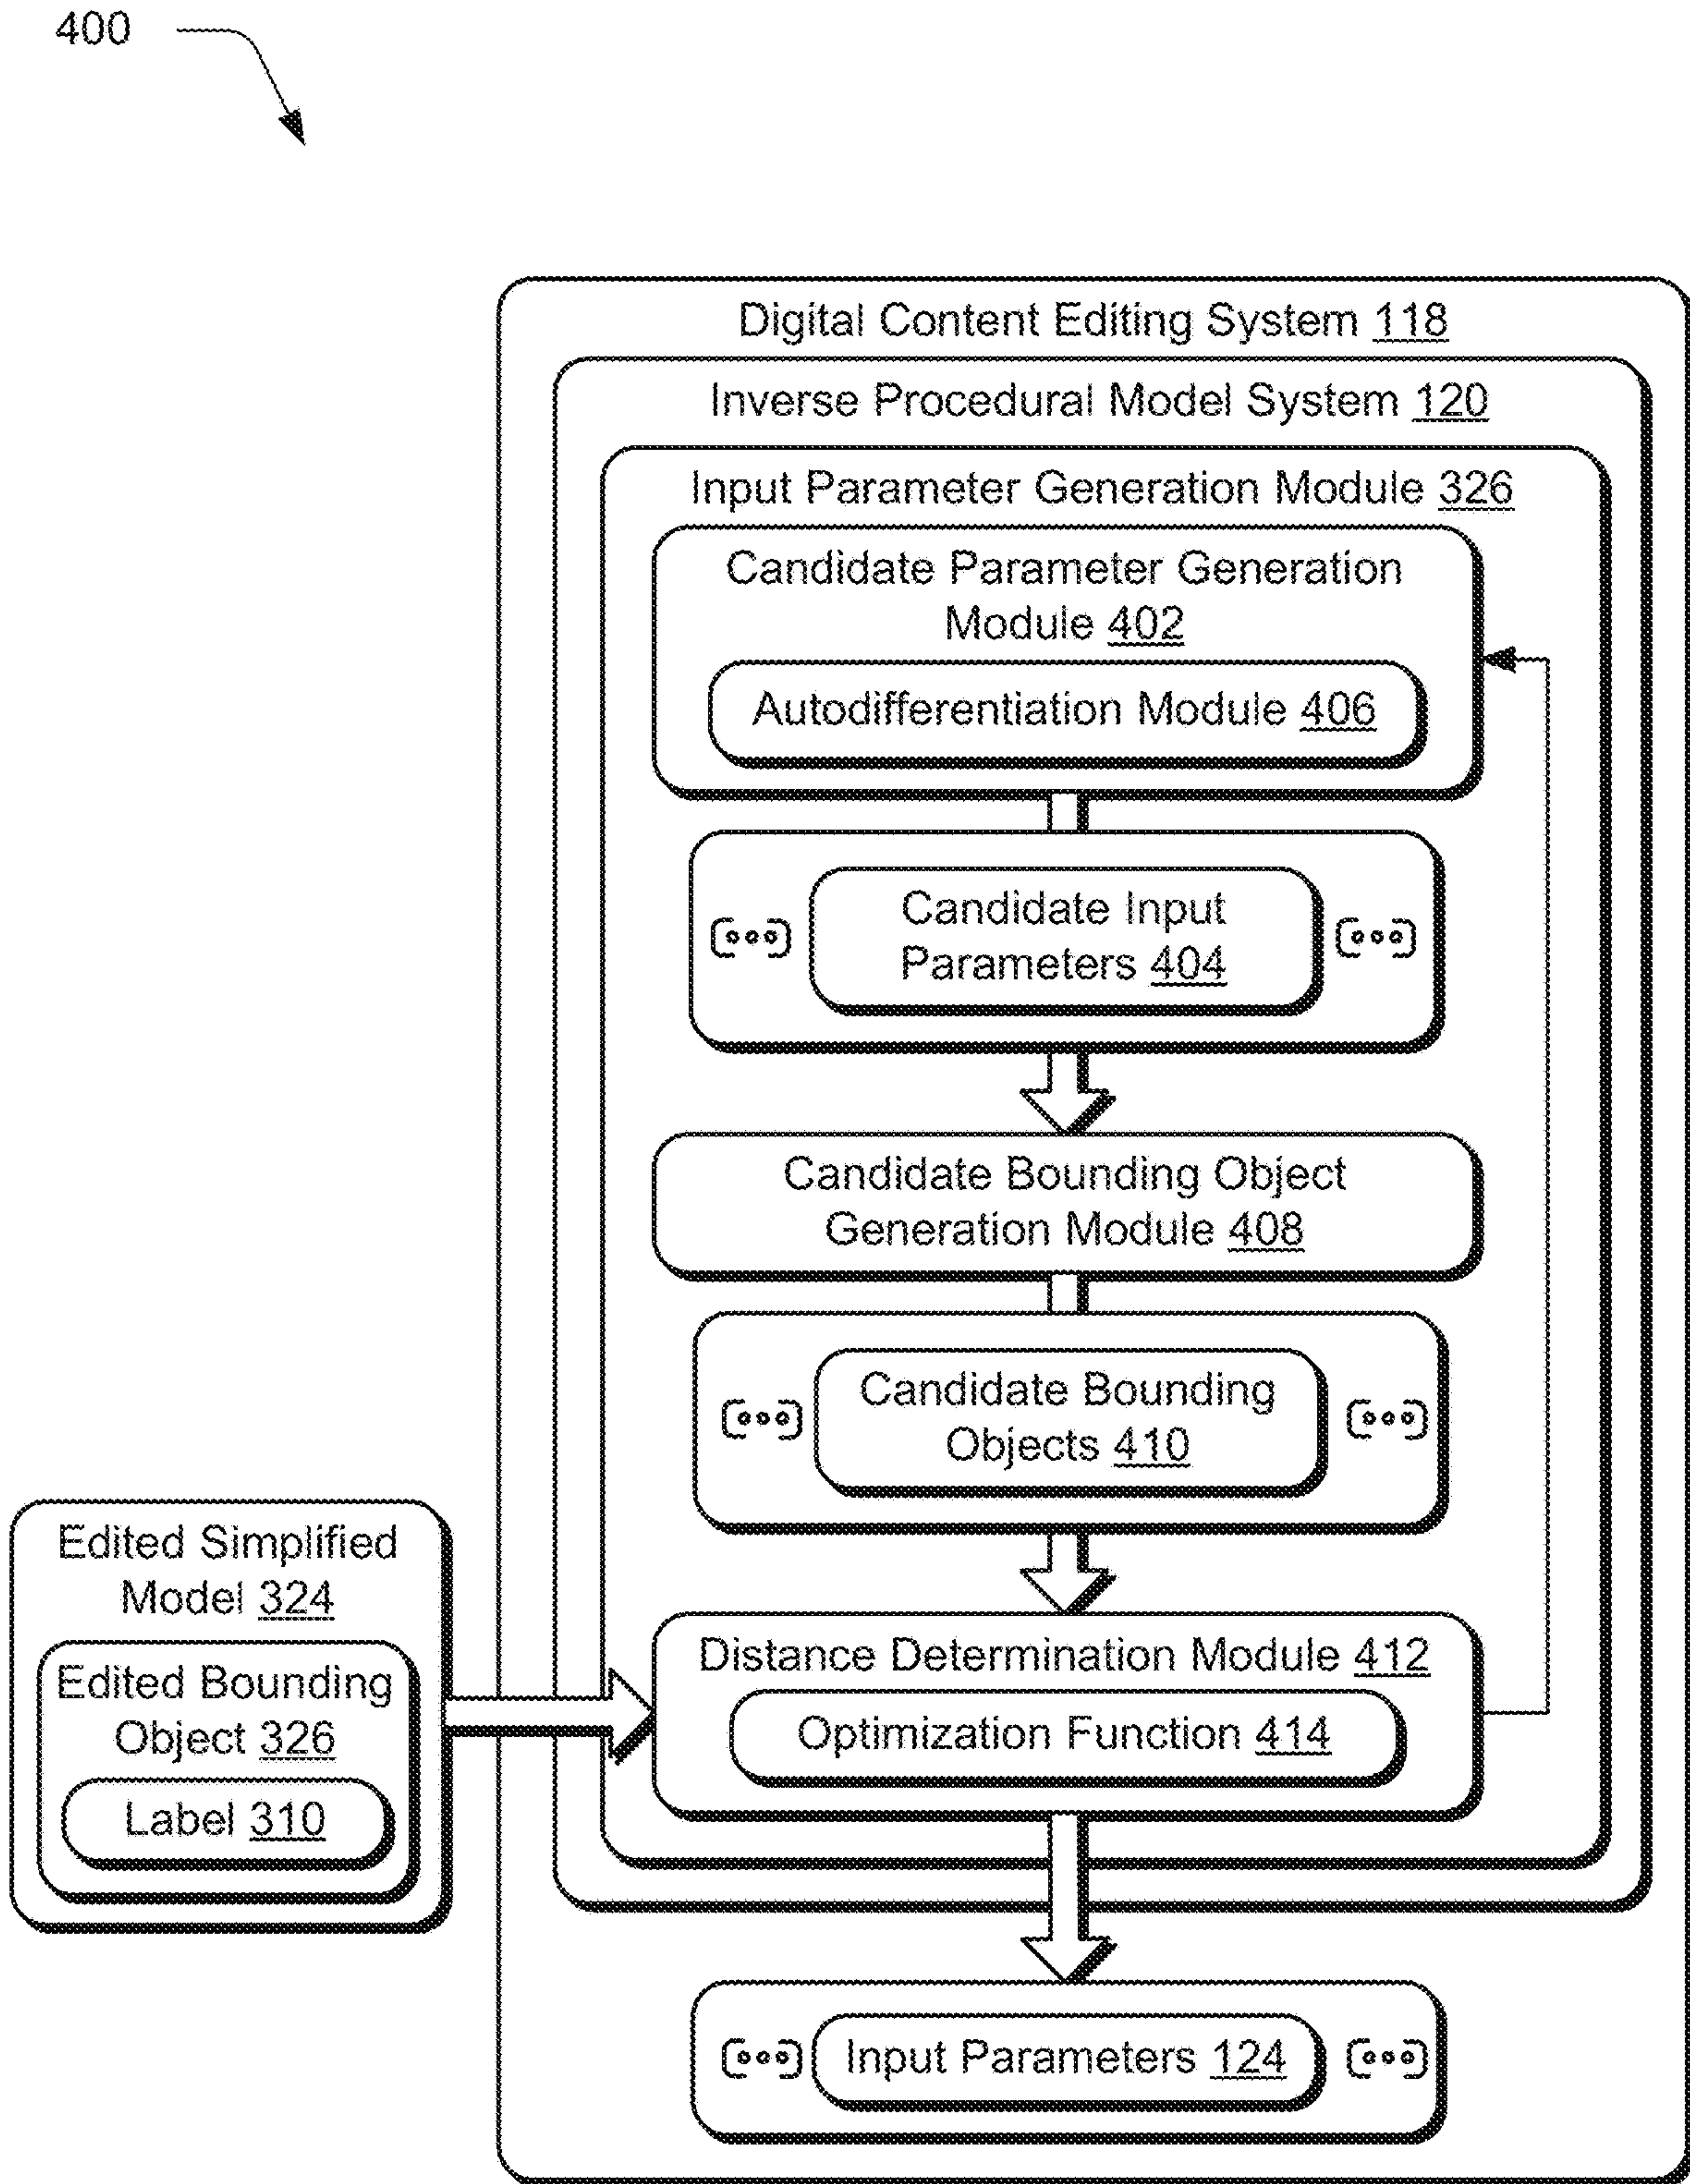 400
Digital Content Editing System 118
Inverse Procedural Model System 120
Input Parameter Generation Module 326
Candidate Parameter Generation
Module 402
Autodifferentiation Module 406
Candidate Input
Parameters 404
Candidate Bounding Object
Generation Module 408
Candidate Bounding
Objects 410
Edited Simplified
Model 324
Edited Bounding
Object 326
Label 310
Distance Determination Module 412
Optimization Function 414
Input Parameters 124